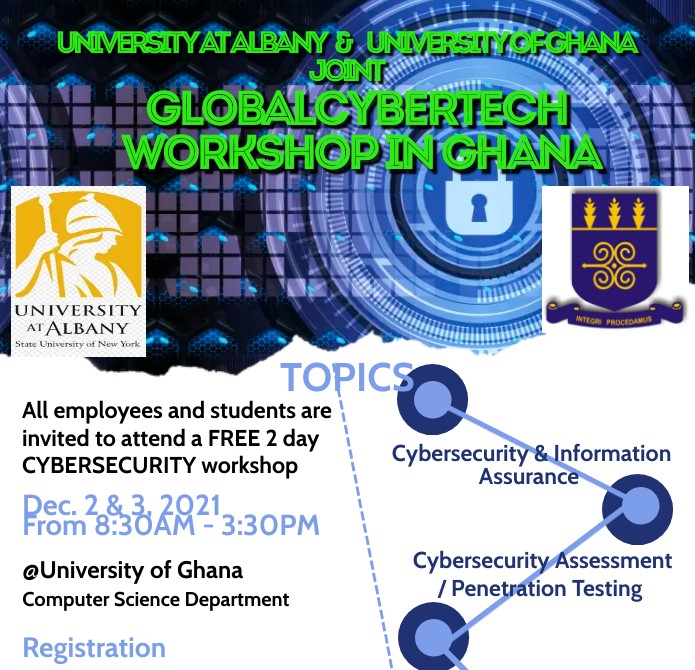 UNIVERSITY AT ALBANY & UNIVERSITY OF GHANA
JOINT
GLOBALCYBERTECH
WORKSHOP IN GHANA
UNIVERSITY
AT ALBANY
State University of New York
INTEGRI PROCEDAMUS
TOPICS
All employees and students are
invited to attend a FREE 2 day
CYBERSECURITY workshop
Dec. 2 & 3, 2021
From 8:30AM - 3:30PM
@University of Ghana
Computer Science Department
Registration
Cybersecurity & Information
Assurance
Cybersecurity Assessment
/ Penetration Testing